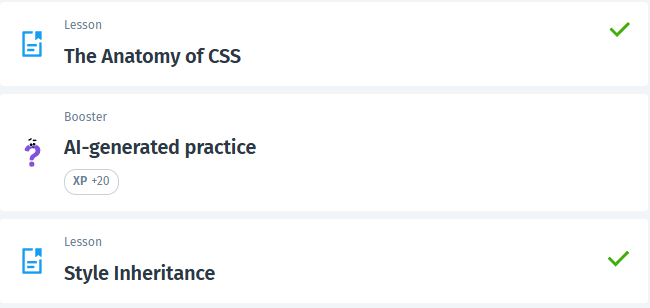 Lesson
The Anatomy of CSS
Booster
AI-generated practice
XP +20
Lesson
Style Inheritance